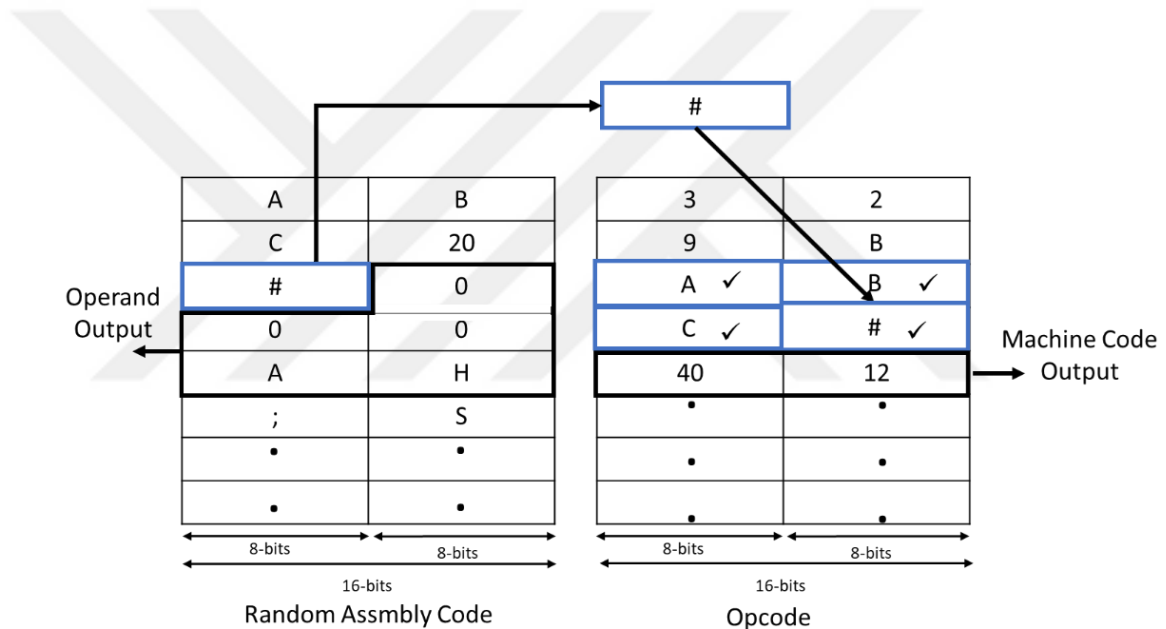 #
A B 3 2
C 20 9 B
# 0 A ✓ B ✓
Operand
Output
0 0 C ✓ # ✓
A H 40 12
Machine Code
Output
; S
8-bits 8-bits 8-bits 8-bits
16-bits 16-bits
Random Assmbly Code Opcode